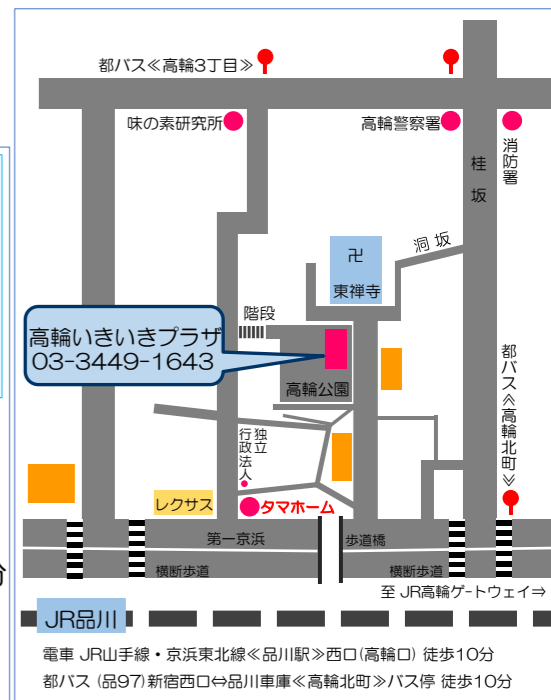 都バス≪高輪3丁目≫
味の素研究所
高輪警察署
消防署
桂坂
洞坂
卍
東禅寺
階段
高輪いきいきプラザ
03-3449-1643
高輪公園
都バス≪高輪北町≫
独立
行政法人
レクサス
タマホーム
第一京浜
歩道橋
横断歩道
横断歩道
至 JR高輪ゲートウェイ⇒
分
JR品川
電車 JR山手線・京浜東北線≪品川駅≫西口(高輪口) 徒歩10分
都バス (品97)新宿西口⇔品川車庫≪高輪北町≫バス停 徒歩10分